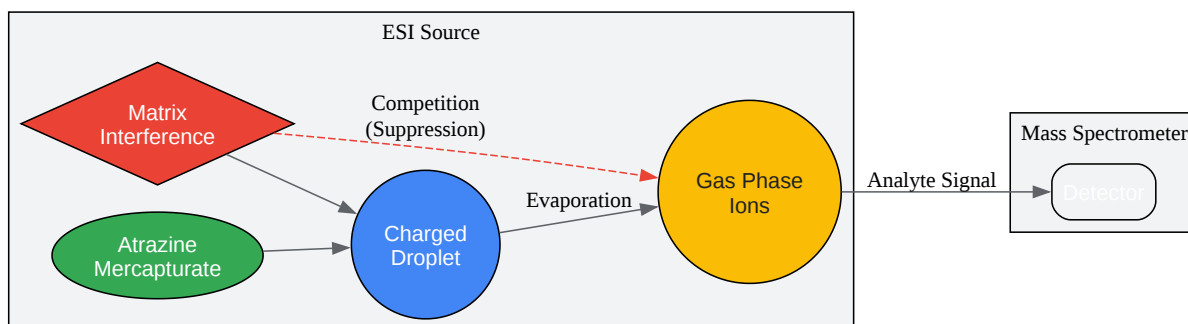 ESI Source
Matrix
Interference
Competition
(Suppression)
Atrazine
Mercapturate
Charged
Droplet
Evaporation
Gas Phase
Ions
Analyte Signal
Mass Spectrometer
Detector